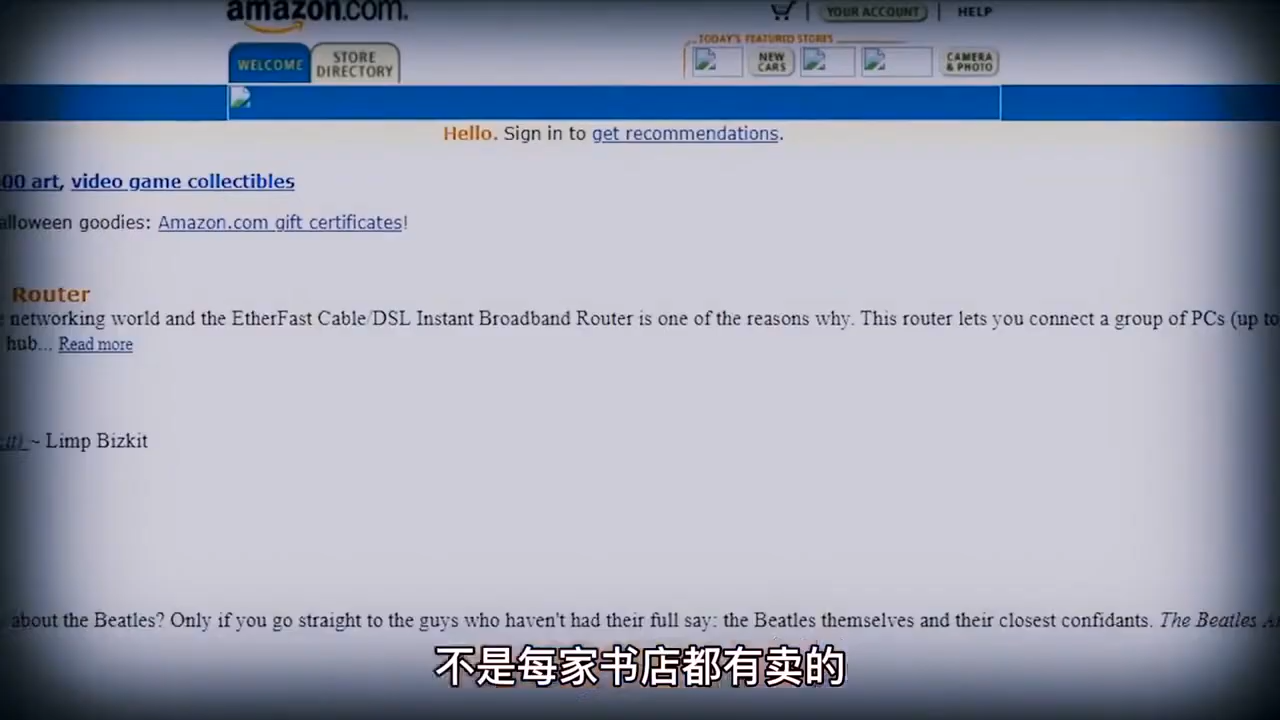 amazon.com.
YOUR ACCOUNT | HELP
TODAY'S FEATURED STORES
WELCOME
STORE DIRECTORY
NEW CARS
CAMERA & PHOTO
Hello. Sign in to get recommendations.
00 art, video game collectibles
alloween goodies: Amazon.com gift certificates!
Router
networking world and the EtherFast Cable/DSL Instant Broadband Router is one of the reasons why. This router lets you connect a group of PCs (up to
hub... Read more
~ Limp Bizkit
about the Beatles? Only if you go straight to the guys who haven't had their full say: the Beatles themselves and their closest confidants. The Beatles
不是每家书店都有卖的